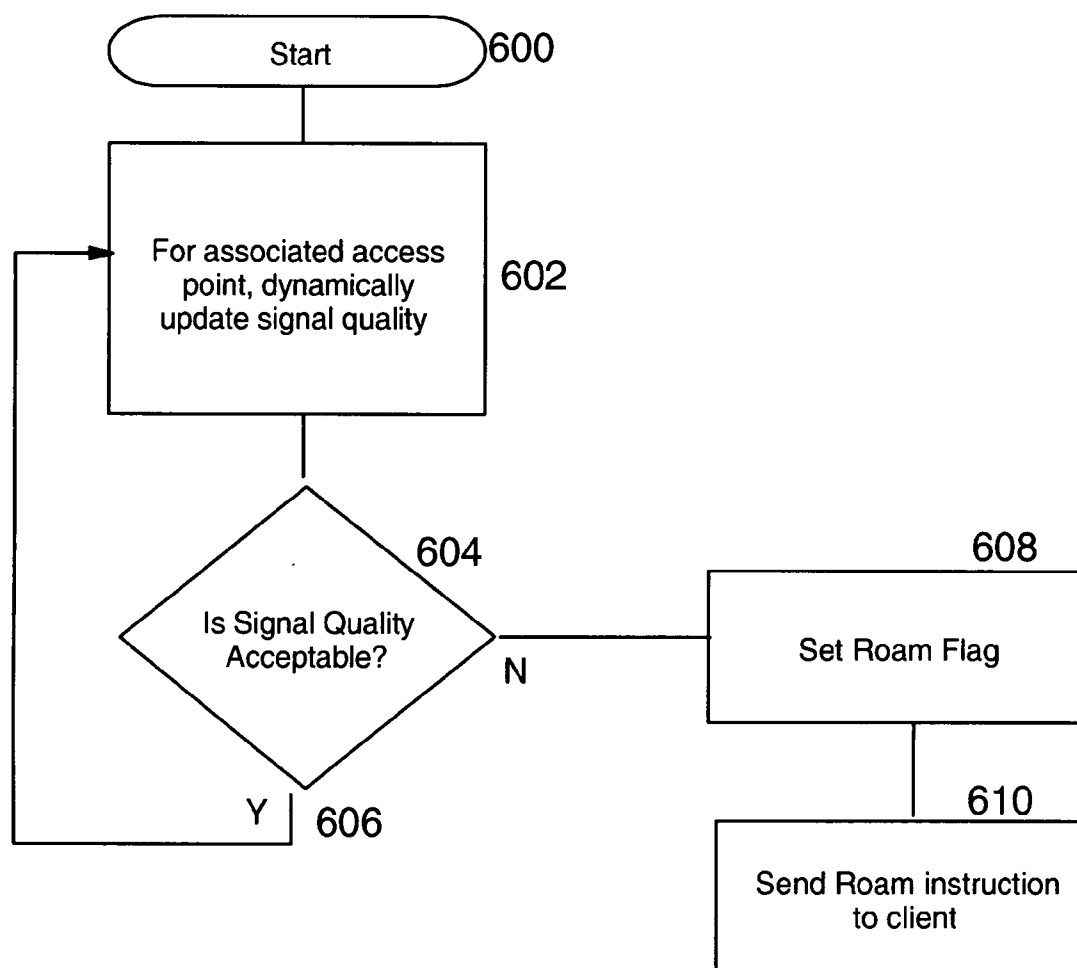 Start
600
For associated access
point, dynamically
update signal quality
602
604
Is Signal Quality
Acceptable?
N
Y
606
608
Set Roam Flag
610
Send Roam instruction
to client